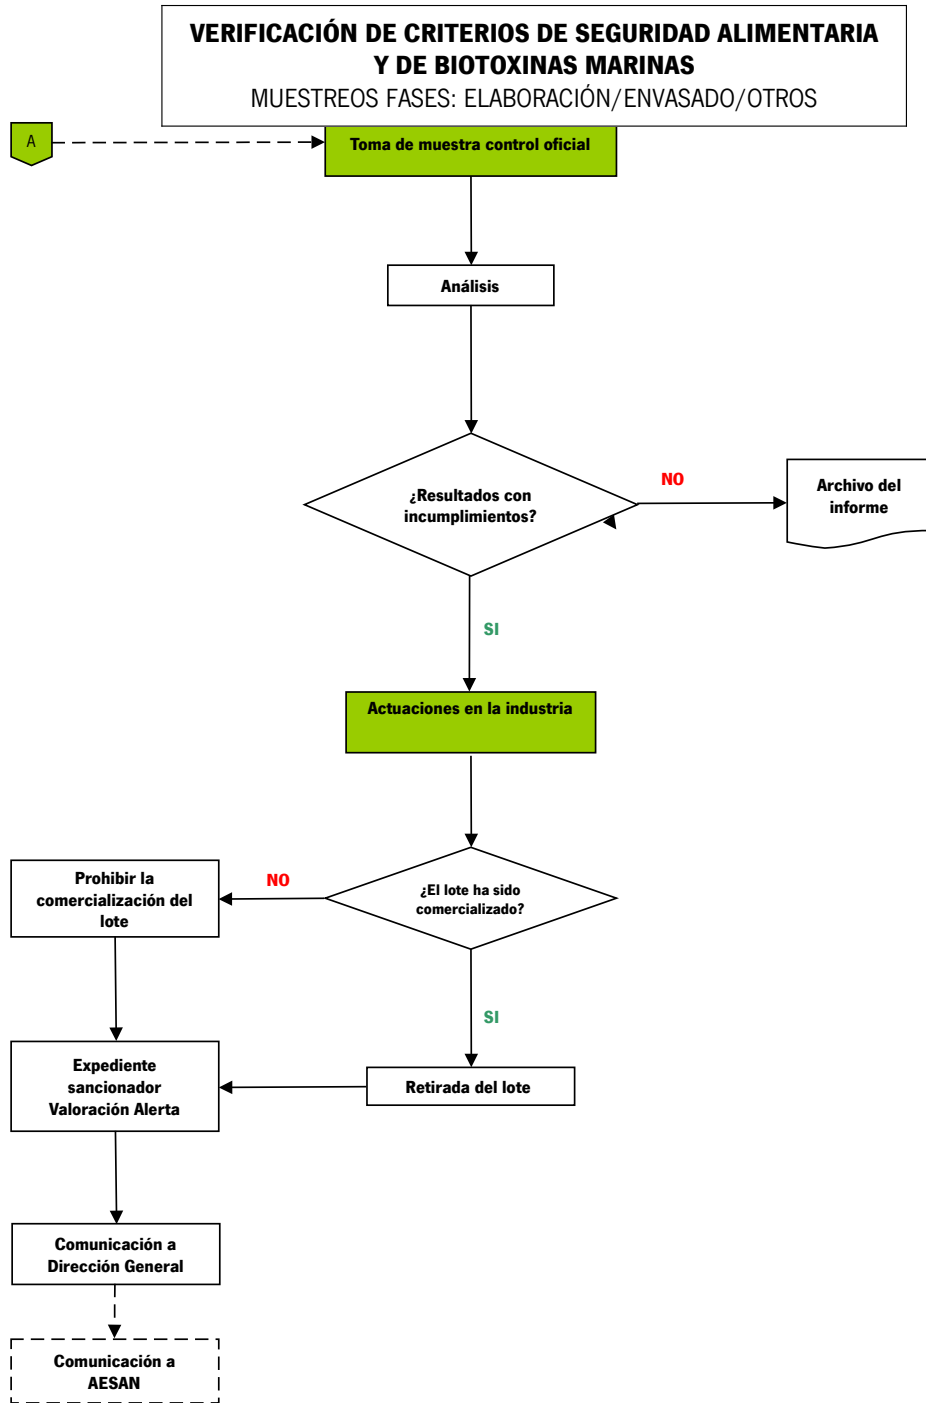 VERIFICACIÓN DE CRITERIOS DE SEGURIDAD ALIMENTARIA
Y DE BIOTOXINAS MARINAS
MUESTREOS FASES: ELABORACIÓN/ENVASADO/OTROS
A
Toma de muestra control oficial
Análisis
¿Resultados con
incumplimientos?
NO
Archivo del
informe
SI
Actuaciones en la industria
¿El lote ha sido
comercializado?
NO
Prohibir la
comercialización del
lote
SI
Retirada del lote
Expediente
sancionador
Valoración Alerta
Comunicación a
Dirección General
Comunicación a
AESAN